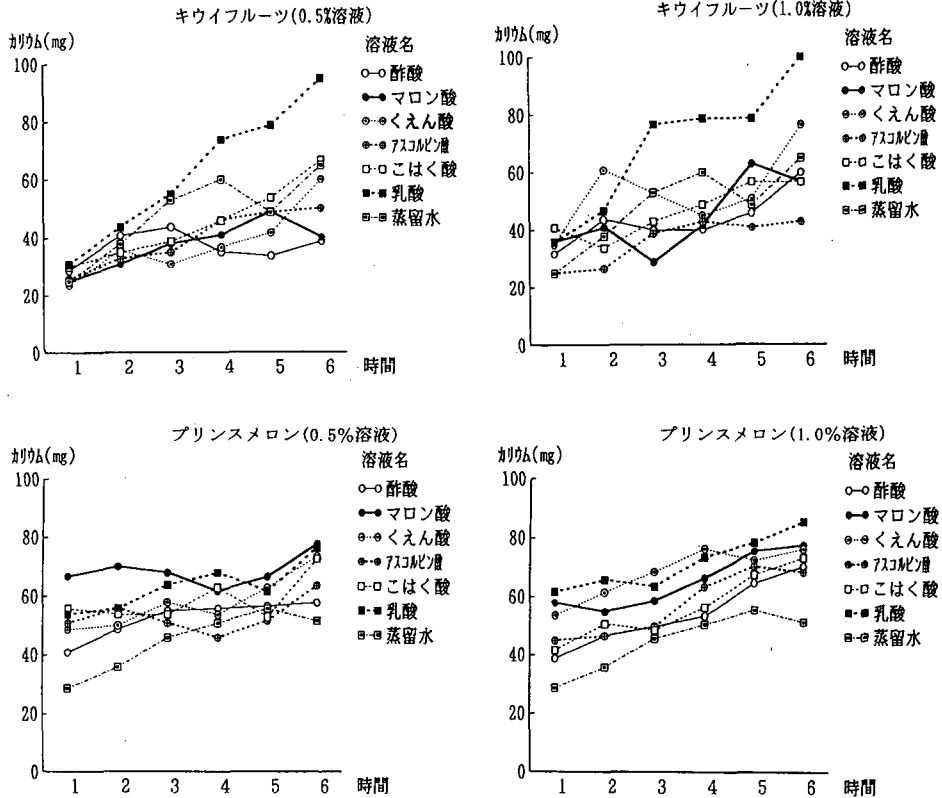 キウイフルーツ(0.5%溶液)
カリウム(mg)
100
80
60
40
20
0
1 2 3 4 5 6 時間
溶液名
酢酸
マロン酸
くえん酸
アスコルビン酸
こはく酸
乳酸
蒸留水
キウイフルーツ(1.0%溶液)
カリウム(mg)
100
80
60
40
20
0
1 2 3 4 5 6 時間
溶液名
酢酸
マロン酸
くえん酸
アスコルビン酸
こはく酸
乳酸
蒸留水
プリンスメロン(0.5%溶液)
カリウム(mg)
100
80
60
40
20
0
1 2 3 4 5 6 時間
溶液名
酢酸
マロン酸
くえん酸
アスコルビン酸
こはく酸
乳酸
蒸留水
プリンスメロン(1.0%溶液)
カリウム(mg)
100
80
60
40
20
0
1 2 3 4 5 6 時間
溶液名
酢酸
マロン酸
くえん酸
アスコルビン酸
こはく酸
乳酸
蒸留水